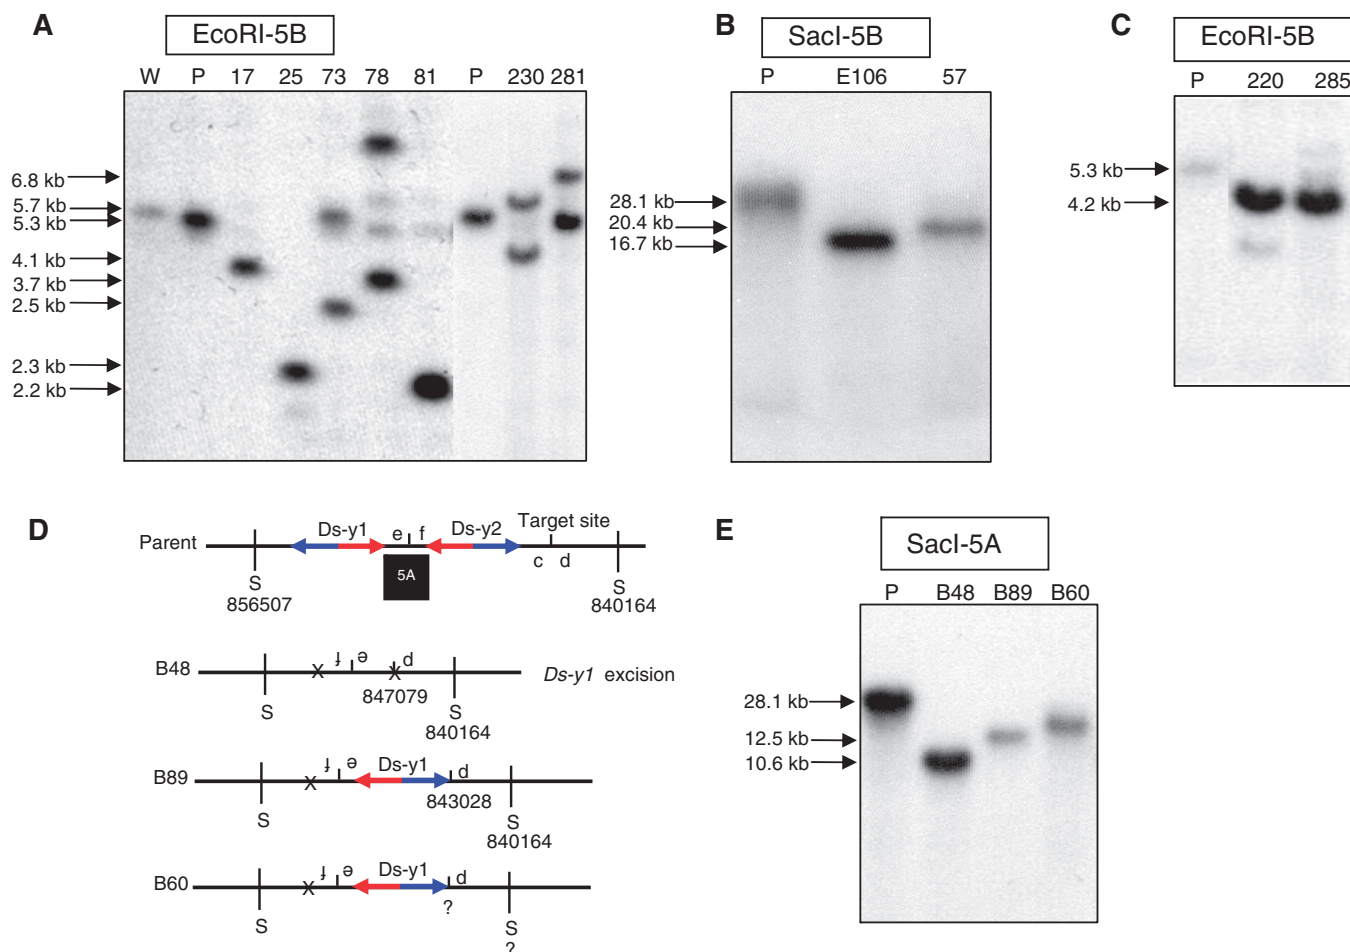 A
EcoRI-5B
W P 17 25 73 78 81 P 230 281
6.8 kb
5.7 kb
5.3 kb
4.1 kb
3.7 kb
2.5 kb
2.3 kb
2.2 kb
B
SacI-5B
P E106 57
28.1 kb
20.4 kb
16.7 kb
C
EcoRI-5B
P 220 285
5.3 kb
4.2 kb
D
Parent Ds-y1 e f Ds-y2 Target site
5A
c d
S S
856507 840164
B48 f e d Ds-y1 excision
X X
847079
S S
840164
B89 f e Ds-y1 d
X
843028
S S
840164
B60 f e Ds-y1 d
X
?
S S
?
E
SacI-5A
P B48 B89 B60
28.1 kb
12.5 kb
10.6 kb